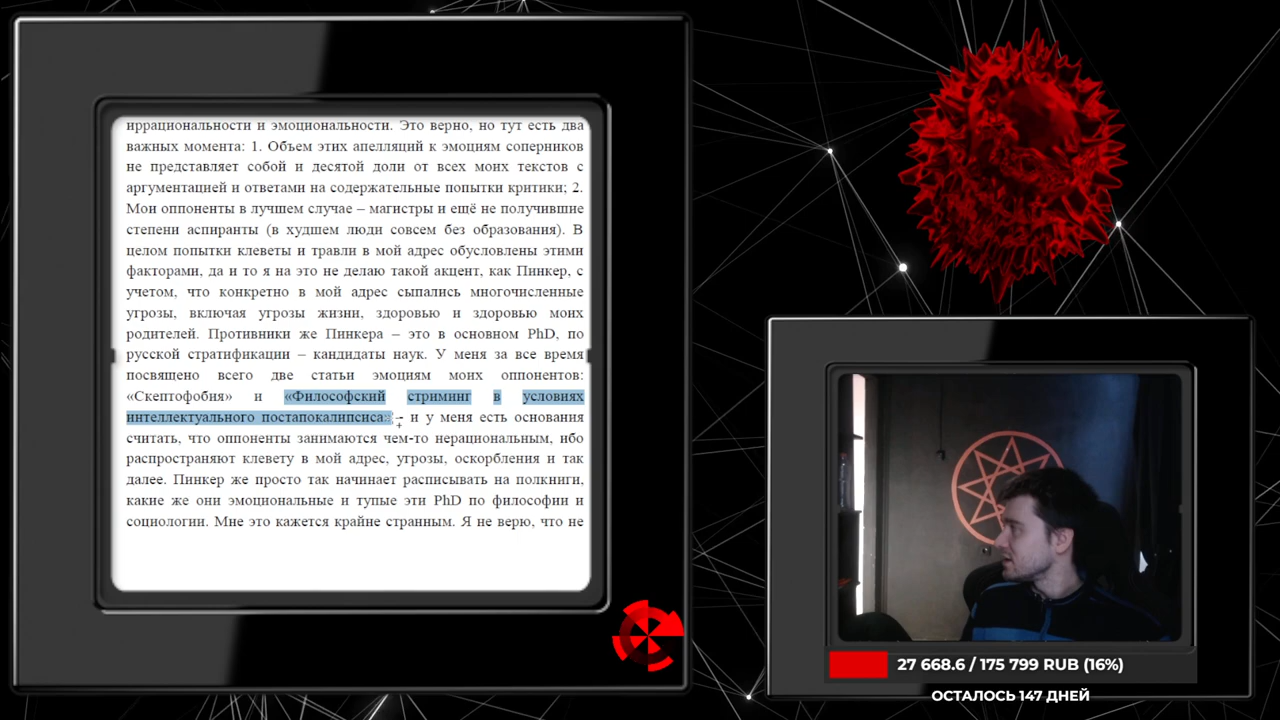 иррациональности и эмоциональности. Это верно, но тут есть два
важных момента: 1. Объем этих апелляций к эмоциям соперников
не представляет собой и десятой доли от всех моих текстов с
аргументацией и ответами на содержательные попытки критики; 2.
Мои оппоненты в лучшем случае – магистры и ещё не получившие
степени аспиранты (в худшем люди совсем без образования). В
целом попытки клеветы и травли в мой адрес обусловлены этими
факторами, да и то я на это не делаю такой акцент, как Пинкер, с
учетом, что конкретно в мой адрес сыпались многочисленные
угрозы, включая угрозы жизни, здоровью и здоровью моих
родителей. Противники же Пинкера – это в основном PhD, по
русской стратификации – кандидаты наук. У меня за все время
посвящено всего две статьи эмоциям моих оппонентов:
«Скептофобия» и «Философский стриминг в условиях
интеллектуального постапокалипсиса» - и у меня есть основания
считать, что оппоненты занимаются чем-то нерациональным, ибо
распространяют клевету в мой адрес, угрозы, оскорбления и так
далее. Пинкер же просто так начинает расписывать на полкниги,
какие же они эмоциональные и тупые эти PhD по философии и
социологии. Мне это кажется крайне странным. Я не верю, что не
27 668.6 / 175 799 RUB (16%)
ОСТАЛОСЬ 147 ДНЕЙ